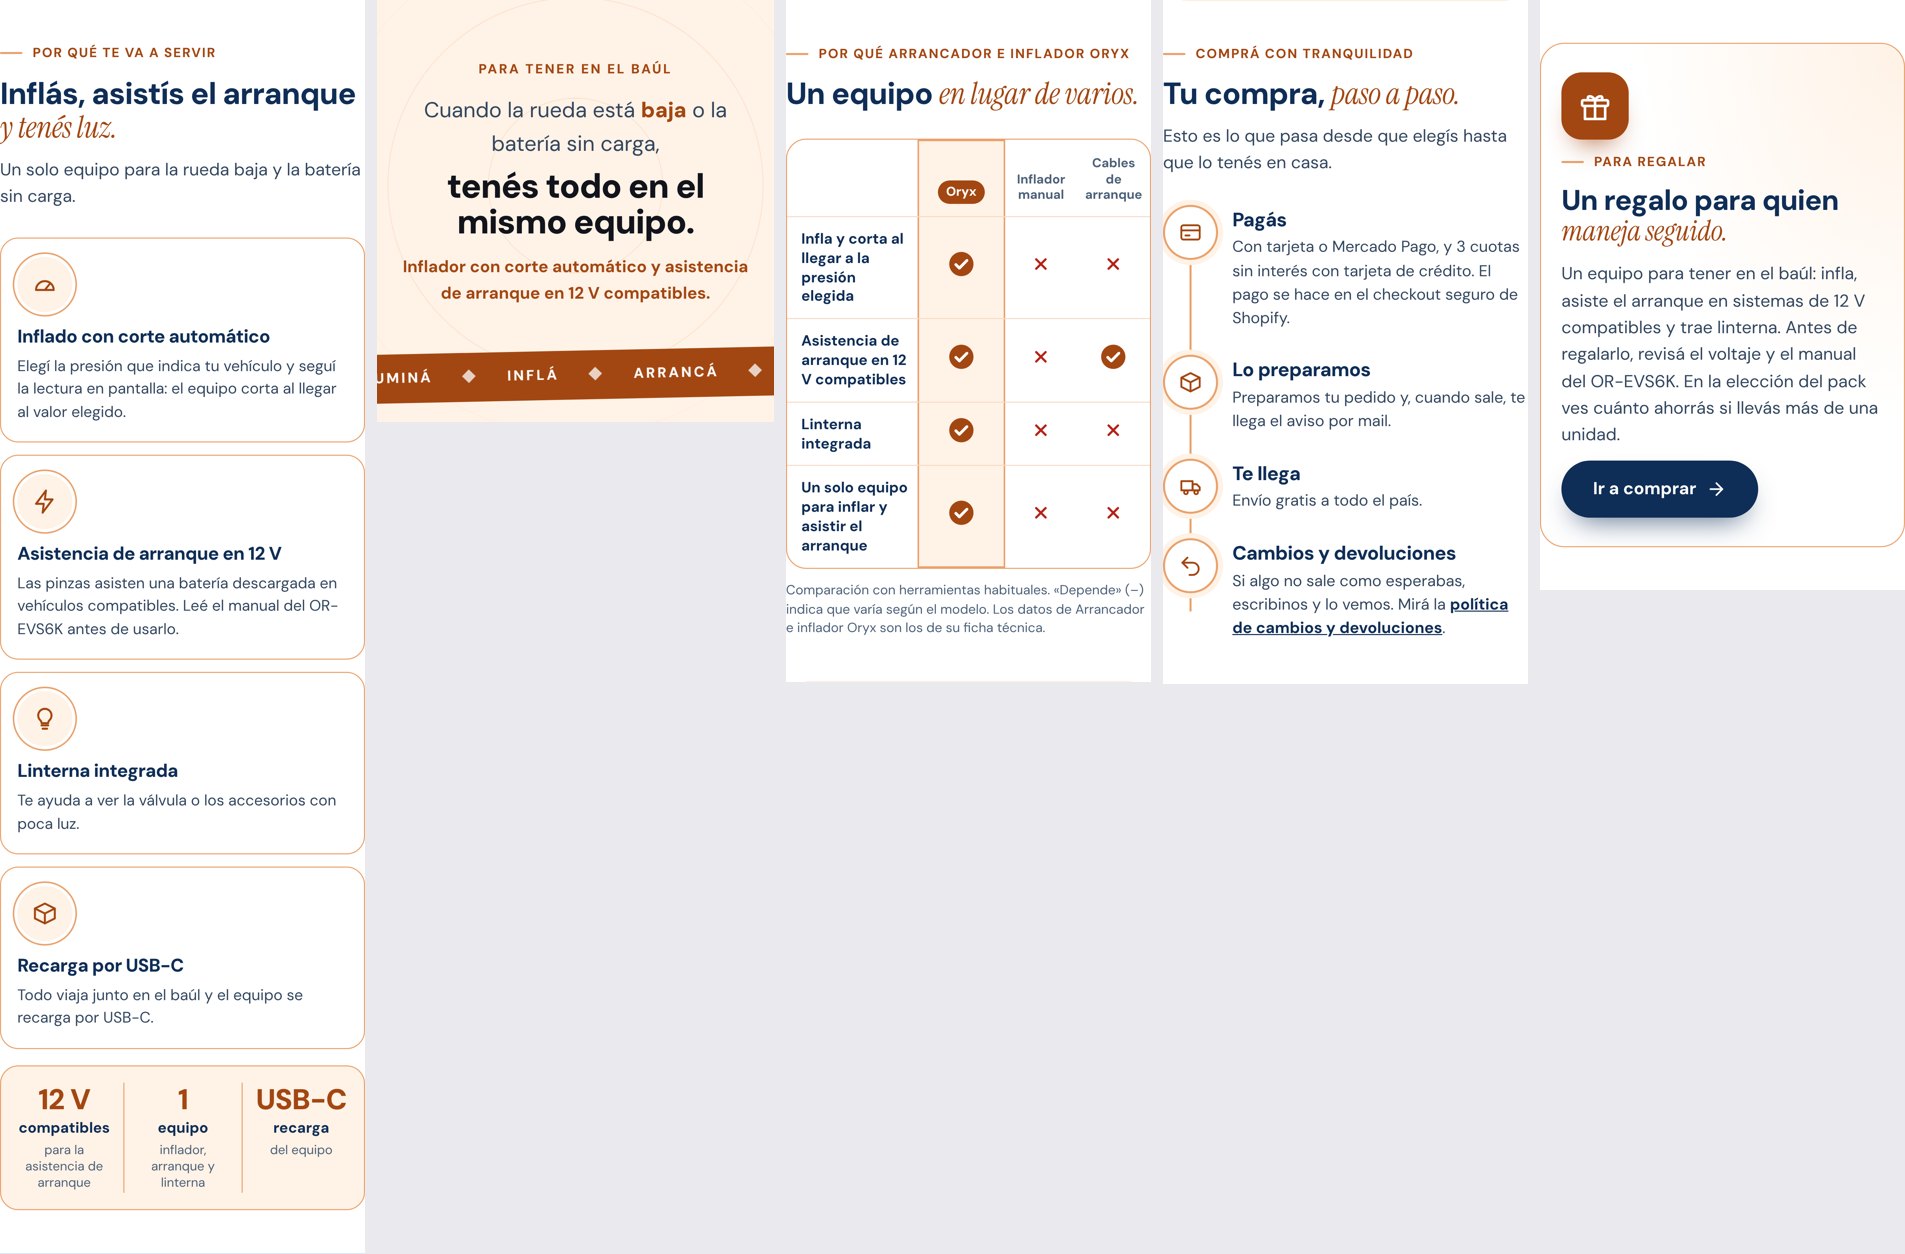 POR QUÉ TE VA A SERVIR
Inflás, asistís el arranque
y tenés luz.
Un solo equipo para la rueda baja y la batería
sin carga.
Inflado con corte automático
Elegí la presión que indica tu vehículo y seguí
la lectura en pantalla: el equipo corta al llegar
al valor elegido.
Asistencia de arranque en 12 V
Las pinzas asisten una batería descargada en
vehículos compatibles. Leé el manual del OR-
EVS6K antes de usarlo.
Linterna integrada
Te ayuda a ver la válvula o los accesorios con
poca luz.
Recarga por USB-C
Todo viaja junto en el baúl y el equipo se
recarga por USB-C.
12 V
compatibles
para la
asistencia de
arranque
1
equipo
inflador,
arranque y
linterna
USB-C
recarga
del equipo
PARA TENER EN EL BAÚL
Cuando la rueda está baja o la
batería sin carga,
tenés todo en el
mismo equipo.
Inflador con corte automático y asistencia
de arranque en 12 V compatibles.
UMINÁ ◆ INFLÁ ◆ ARRANCÁ ◆
POR QUÉ ARRANCADOR E INFLADOR ORYX
Un equipo en lugar de varios.
Oryx
Inflador
manual
Cables
de
arranque
Infla y corta al
llegar a la
presión
elegida
Asistencia de
arranque en 12
V compatibles
Linterna
integrada
Un solo equipo
para inflar y
asistir el
arranque
Comparación con herramientas habituales. «Depende» (–)
indica que varía según el modelo. Los datos de Arrancador
e inflador Oryx son los de su ficha técnica.
COMPRÁ CON TRANQUILIDAD
Tu compra, paso a paso.
Esto es lo que pasa desde que elegís hasta
que lo tenés en casa.
Pagás
Con tarjeta o Mercado Pago, y 3 cuotas
sin interés con tarjeta de crédito. El
pago se hace en el checkout seguro de
Shopify.
Lo preparamos
Preparamos tu pedido y, cuando sale, te
llega el aviso por mail.
Te llega
Envío gratis a todo el país.
Cambios y devoluciones
Si algo no sale como esperabas,
escribinos y lo vemos. Mirá la política
de cambios y devoluciones.
PARA REGALAR
Un regalo para quien
maneja seguido.
Un equipo para tener en el baúl: infla,
asiste el arranque en sistemas de 12 V
compatibles y trae linterna. Antes de
regalarlo, revisá el voltaje y el manual
del OR-EVS6K. En la elección del pack
ves cuánto ahorrás si llevás más de una
unidad.
Ir a comprar →